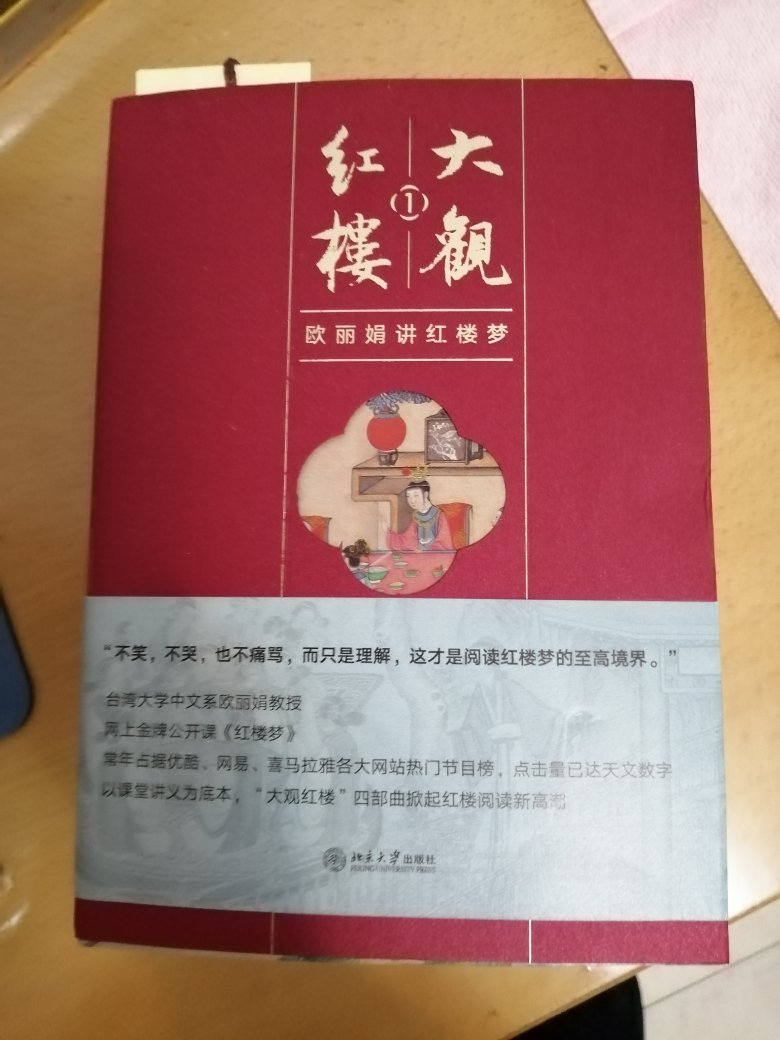 大觀
紅樓
1
欧丽娟讲红楼梦
“不笑，不哭，也不痛骂，而只是理解，这才是阅读红楼梦的至高境界。”
台湾大学中文系欧丽娟教授
网上金牌公开课《红楼梦》
常年占据优酷、网易、喜马拉雅各大网站热门节目榜，点击量已达天文数字
以课堂讲义为底本，“大观红楼”四部曲掀起红楼阅读新高潮
北京大学出版社
PEKING UNIVERSITY PRESS